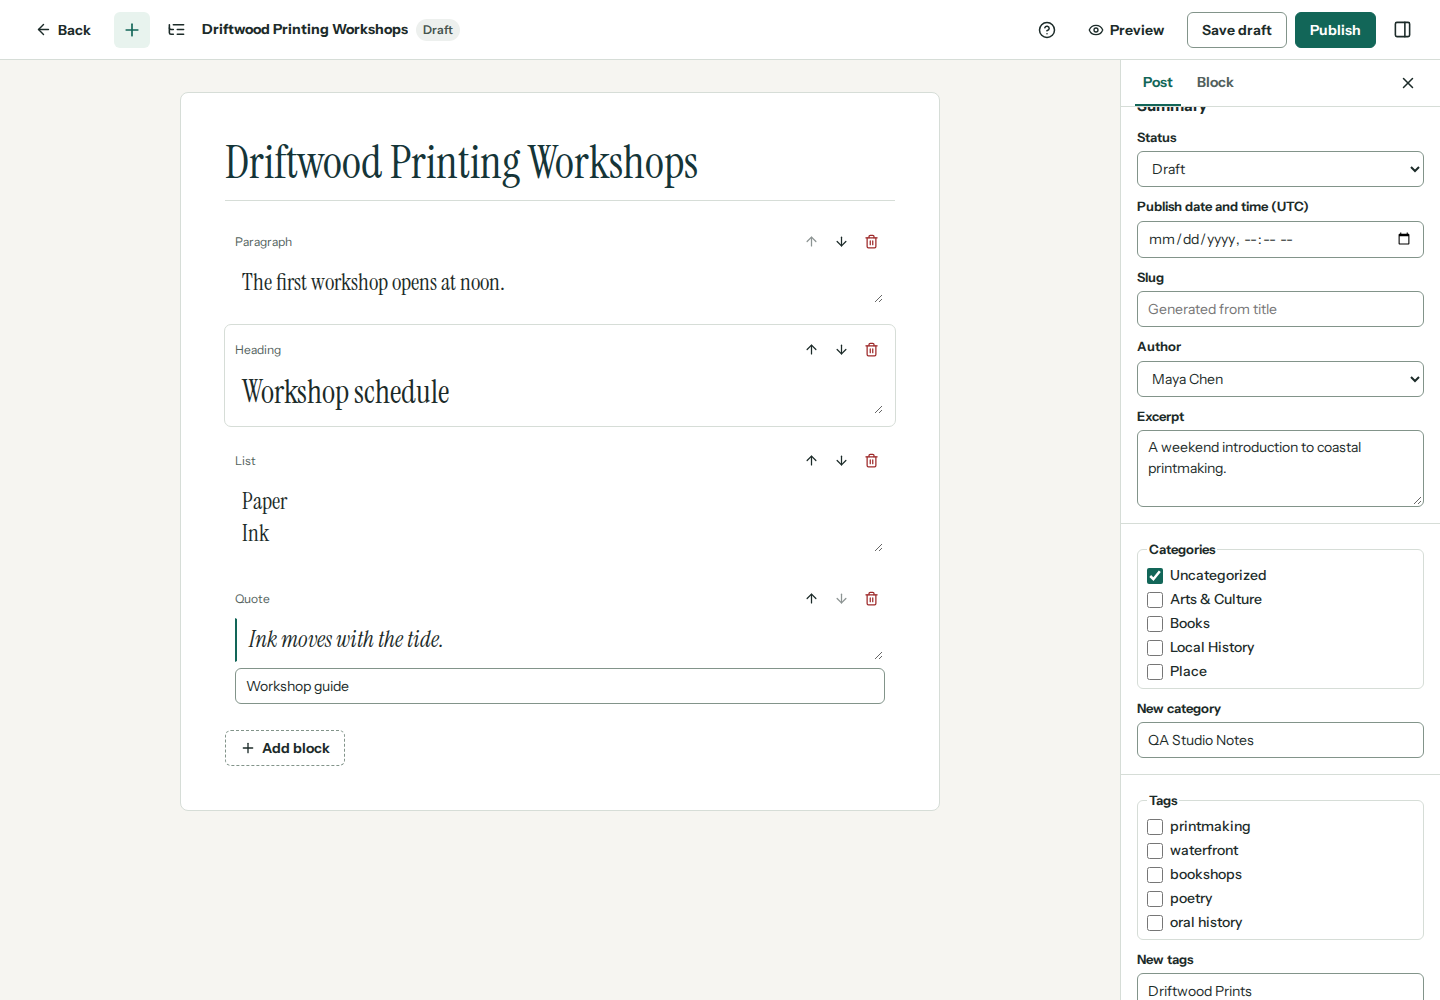 Back
Driftwood Printing Workshops
Draft
Preview
Save draft
Publish
Driftwood Printing Workshops
Paragraph
The first workshop opens at noon.
Heading
Workshop schedule
List
Paper
Ink
Quote
Ink moves with the tide.
Workshop guide
Add block
Post
Block
Summary
Status
Draft
Publish date and time (UTC)
mm/dd/yyyy, --:-- --
Slug
Generated from title
Author
Maya Chen
Excerpt
A weekend introduction to coastal
printmaking.
Categories
Uncategorized
Arts & Culture
Books
Local History
Place
New category
QA Studio Notes
Tags
printmaking
waterfront
bookshops
poetry
oral history
New tags
Driftwood Prints